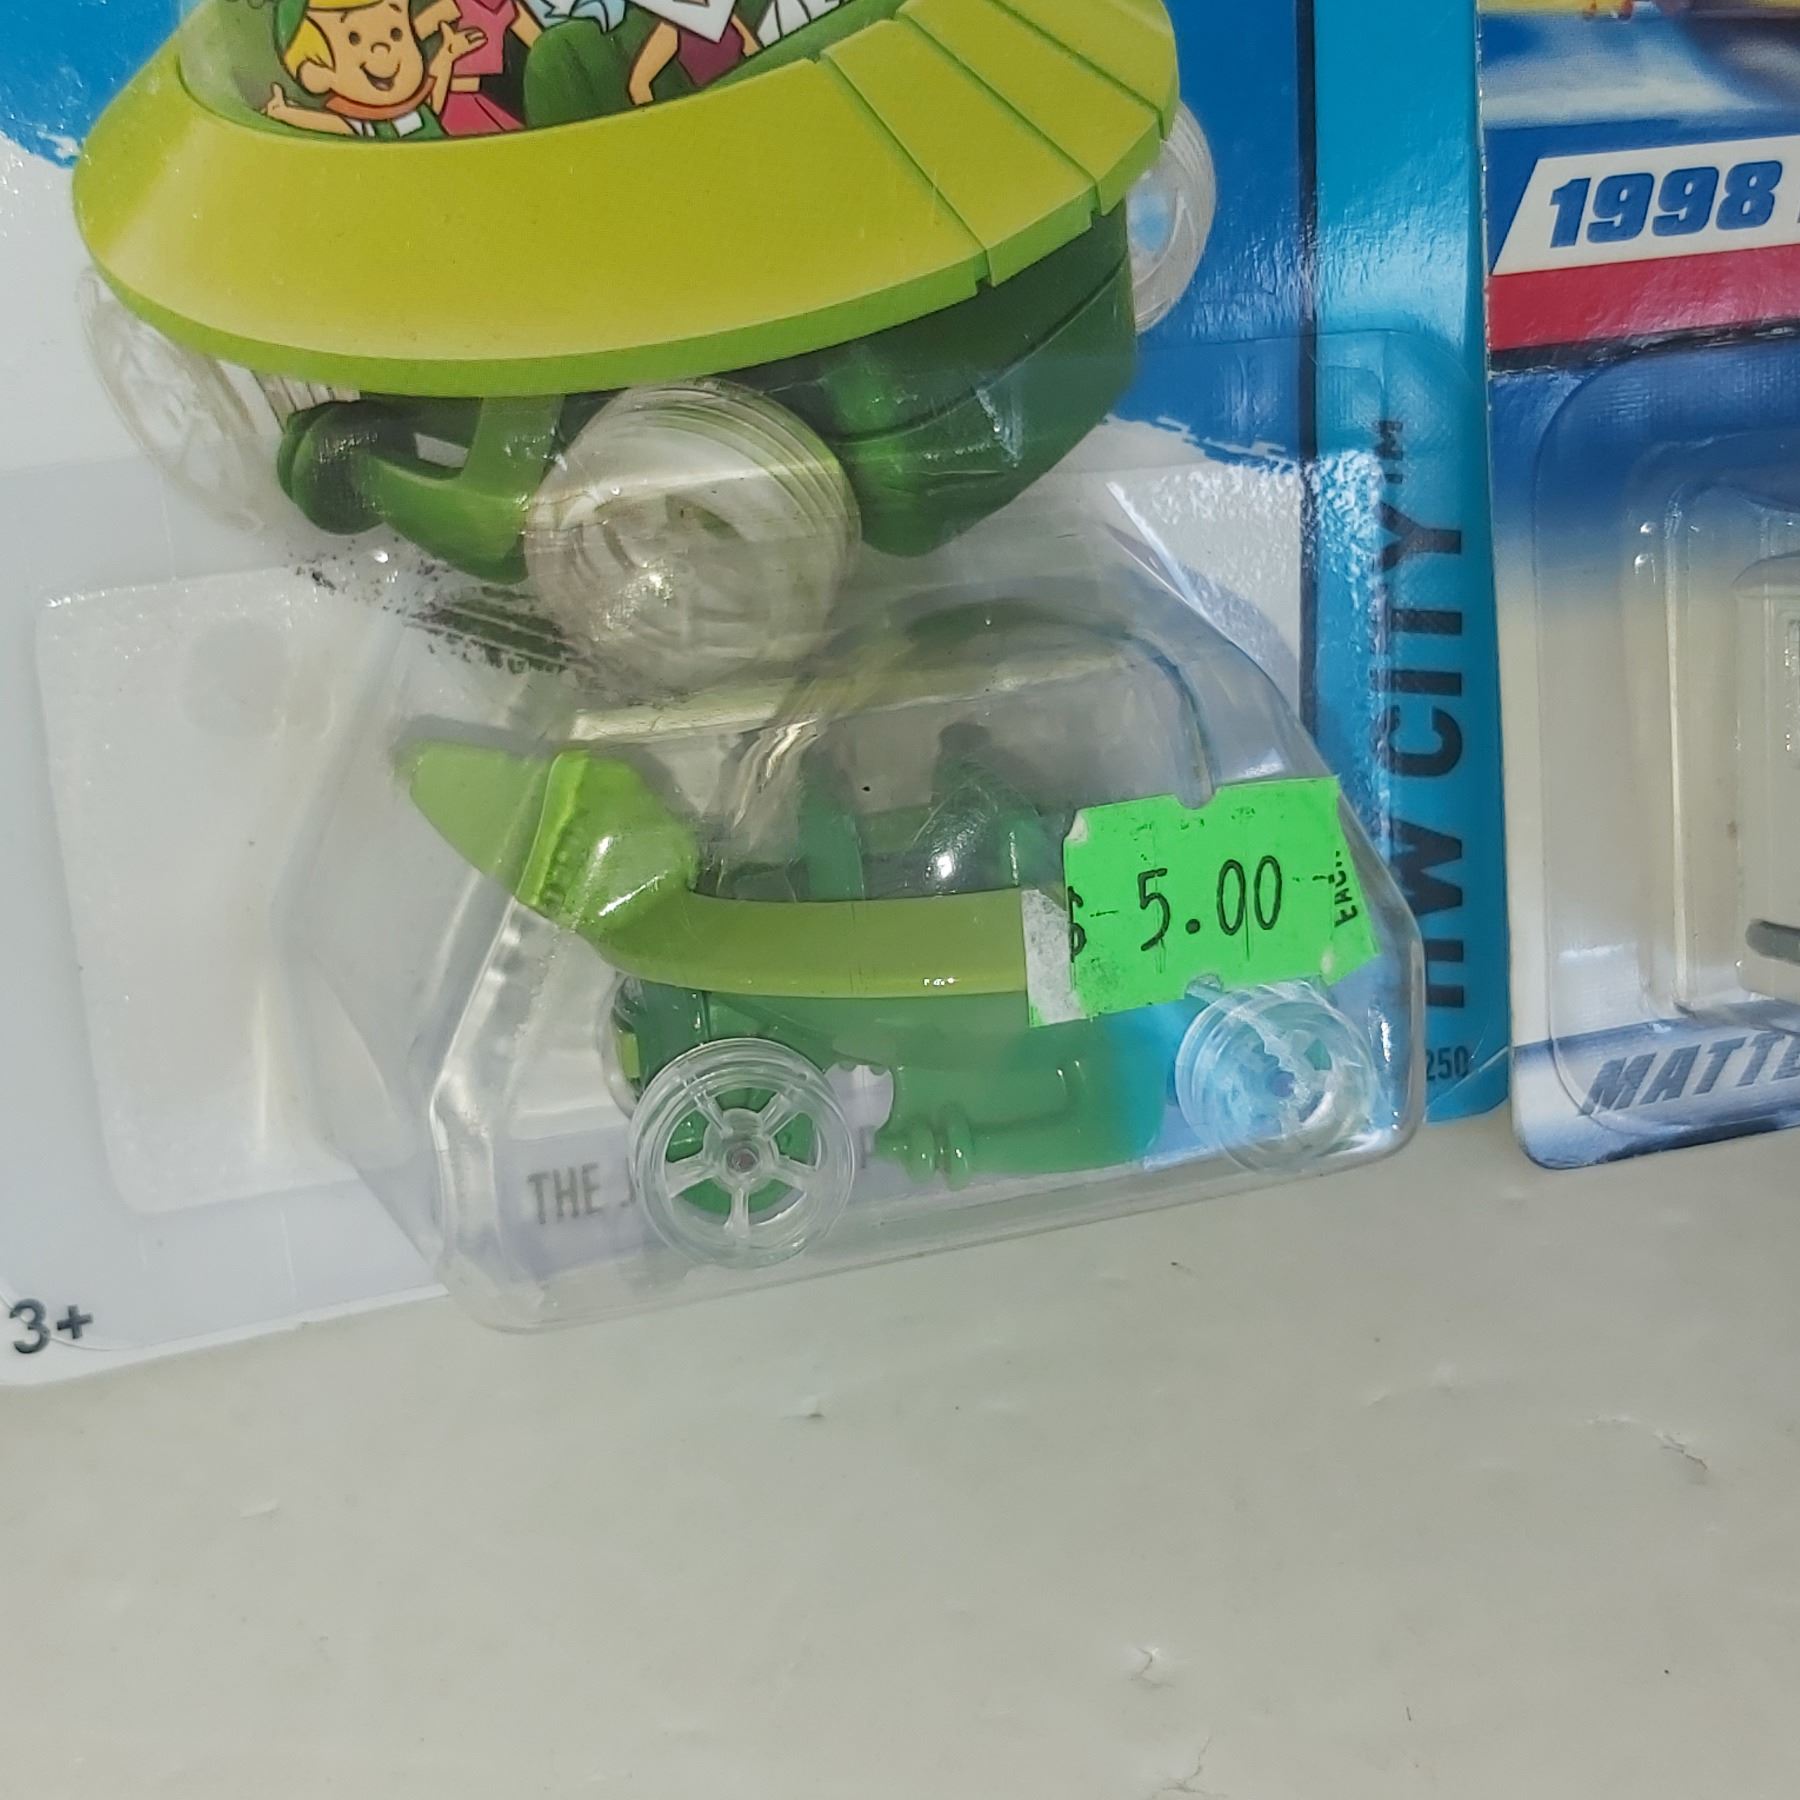 1998
HW CITY™
$ 5.00
250
MATTE
THE J
3+